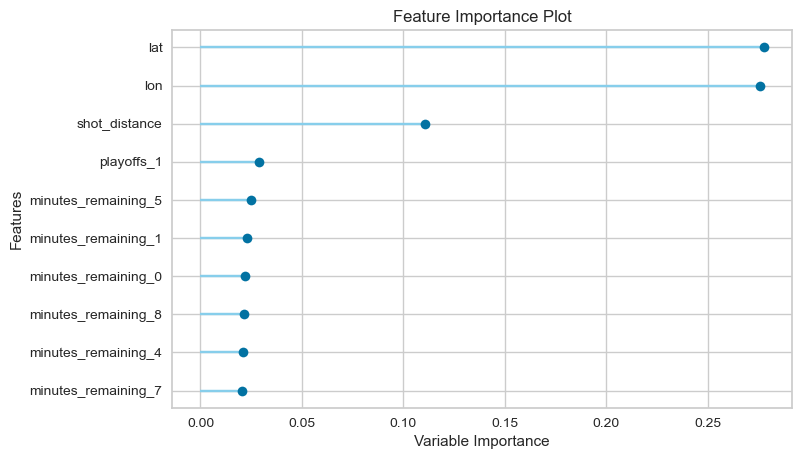 Feature Importance Plot
lat
lon
shot_distance
playoffs_1
minutes_remaining_5
minutes_remaining_1
minutes_remaining_0
minutes_remaining_8
minutes_remaining_4
minutes_remaining_7
Features
0.00 0.05 0.10 0.15 0.20 0.25
Variable Importance